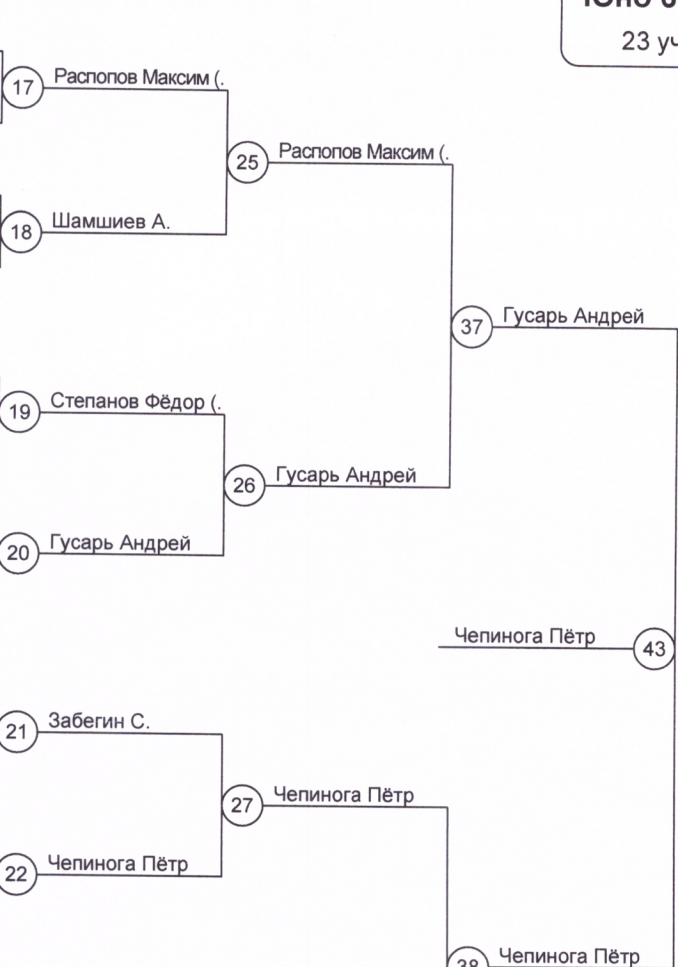 23
17
Распопов Максим (.
25
Распопов Максим (.
18
Шамшиев А.
37
Гусарь Андрей
19
Степанов Фёдор (.
26
Гусарь Андрей
20
Гусарь Андрей
Чепинога Пётр
43
21
Забегин С.
27
Чепинога Пётр
22
Чепинога Пётр
38
Чепинога Пётр